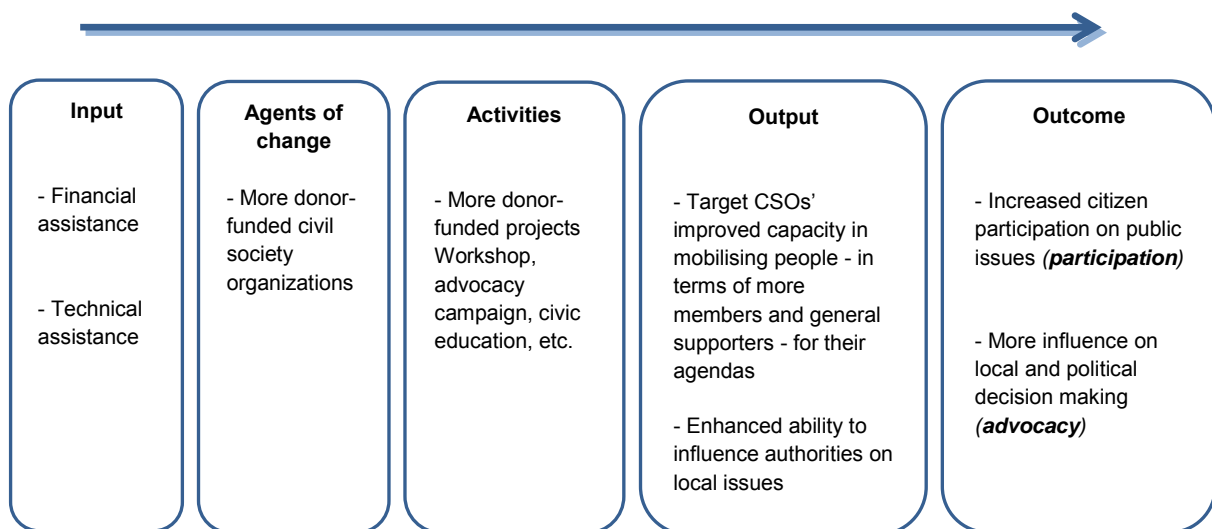 Input
- Financial
assistance
- Technical
assistance
Agents of
change
- More donor-
funded civil
society
organizations
Activities
- More donor-
funded projects
Workshop,
advocacy
campaign, civic
education, etc.
Output
- Target CSOs'
improved capacity in
mobilising people - in
terms of more
members and general
supporters - for their
agendas
- Enhanced ability to
influence authorities on
local issues
Outcome
- Increased citizen
participation on public
issues (participation)
- More influence on
local and political
decision making
(advocacy)